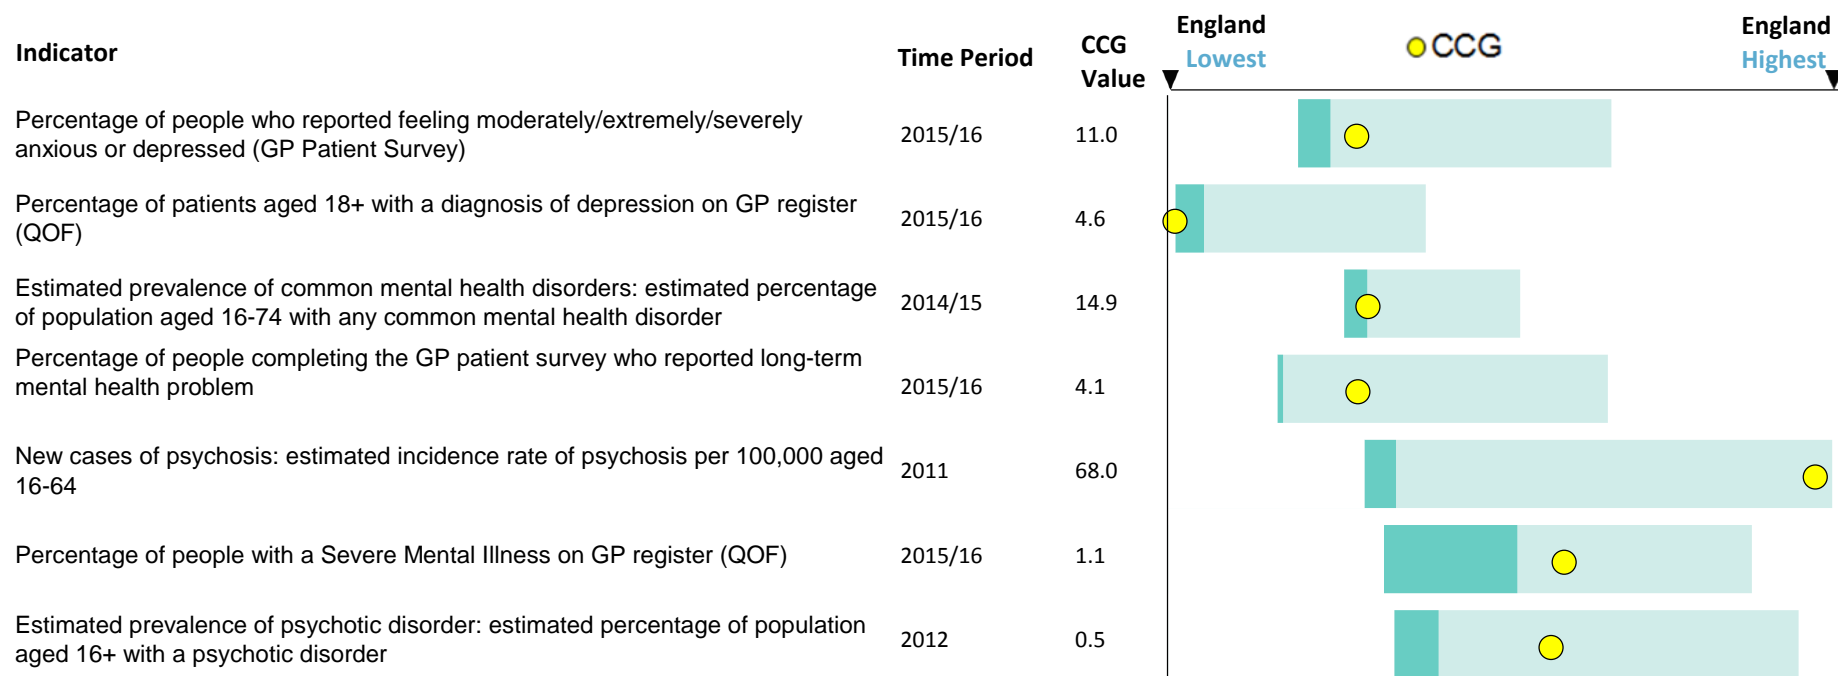 Indicator
Time Period
CCG
Value
England
Lowest
CCG
England
Highest
Percentage of people who reported feeling moderately/extremely/severely
anxious or depressed (GP Patient Survey)
2015/16
11.0
Percentage of patients aged 18+ with a diagnosis of depression on GP register
(QOF)
2015/16
4.6
Estimated prevalence of common mental health disorders: estimated percentage
of population aged 16-74 with any common mental health disorder
2014/15
14.9
Percentage of people completing the GP patient survey who reported long-term
mental health problem
2015/16
4.1
New cases of psychosis: estimated incidence rate of psychosis per 100,000 aged
16-64
2011
68.0
Percentage of people with a Severe Mental Illness on GP register (QOF)
2015/16
1.1
Estimated prevalence of psychotic disorder: estimated percentage of population
aged 16+ with a psychotic disorder
2012
0.5